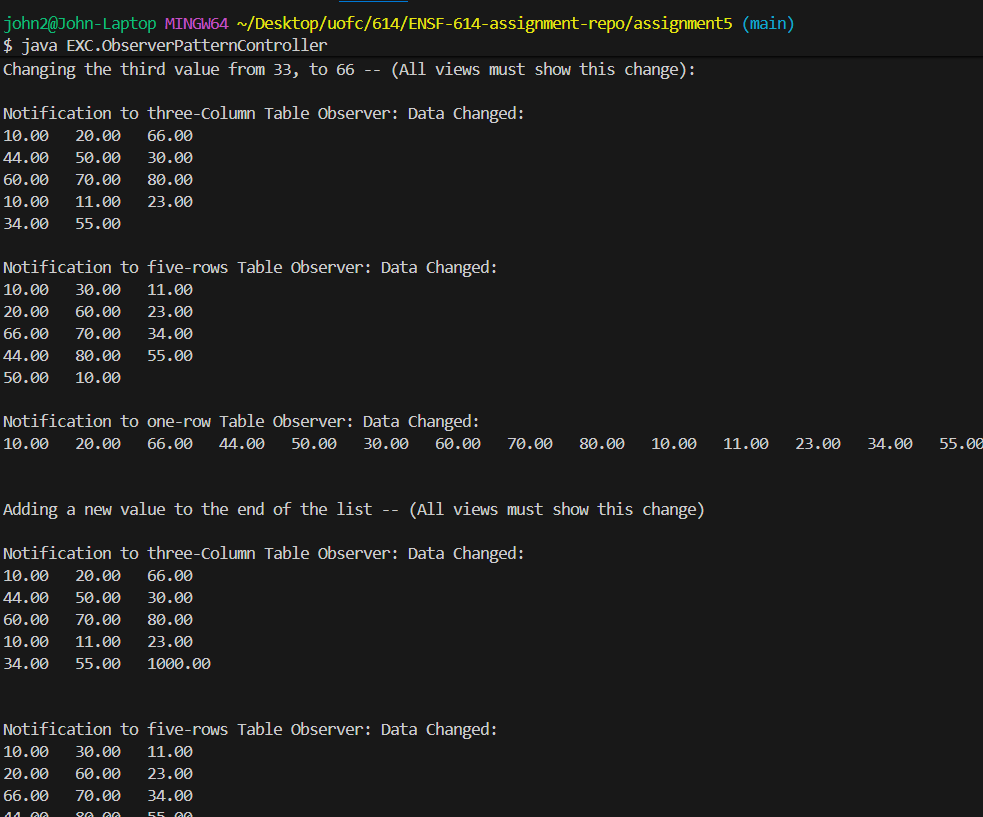 john2@John-Laptop MINGW64 ~/Desktop/uofc/614/ENSF-614-assignment-repo/assignment5 (main)
$ java EXC.ObserverPatternController
Changing the third value from 33, to 66 -- (All views must show this change):
Notification to three-Column Table Observer: Data Changed:
10.00 20.00 66.00
44.00 50.00 30.00
60.00 70.00 80.00
10.00 11.00 23.00
34.00 55.00
Notification to five-rows Table Observer: Data Changed:
10.00 30.00 11.00
20.00 60.00 23.00
66.00 70.00 34.00
44.00 80.00 55.00
50.00 10.00
Notification to one-row Table Observer: Data Changed:
10.00 20.00 66.00 44.00 50.00 30.00 60.00 70.00 80.00 10.00 11.00 23.00 34.00 55.00
Adding a new value to the end of the list -- (All views must show this change)
Notification to three-Column Table Observer: Data Changed:
10.00 20.00 66.00
44.00 50.00 30.00
60.00 70.00 80.00
10.00 11.00 23.00
34.00 55.00 1000.00
Notification to five-rows Table Observer: Data Changed:
10.00 30.00 11.00
20.00 60.00 23.00
66.00 70.00 34.00
44.00 80.00 55.00